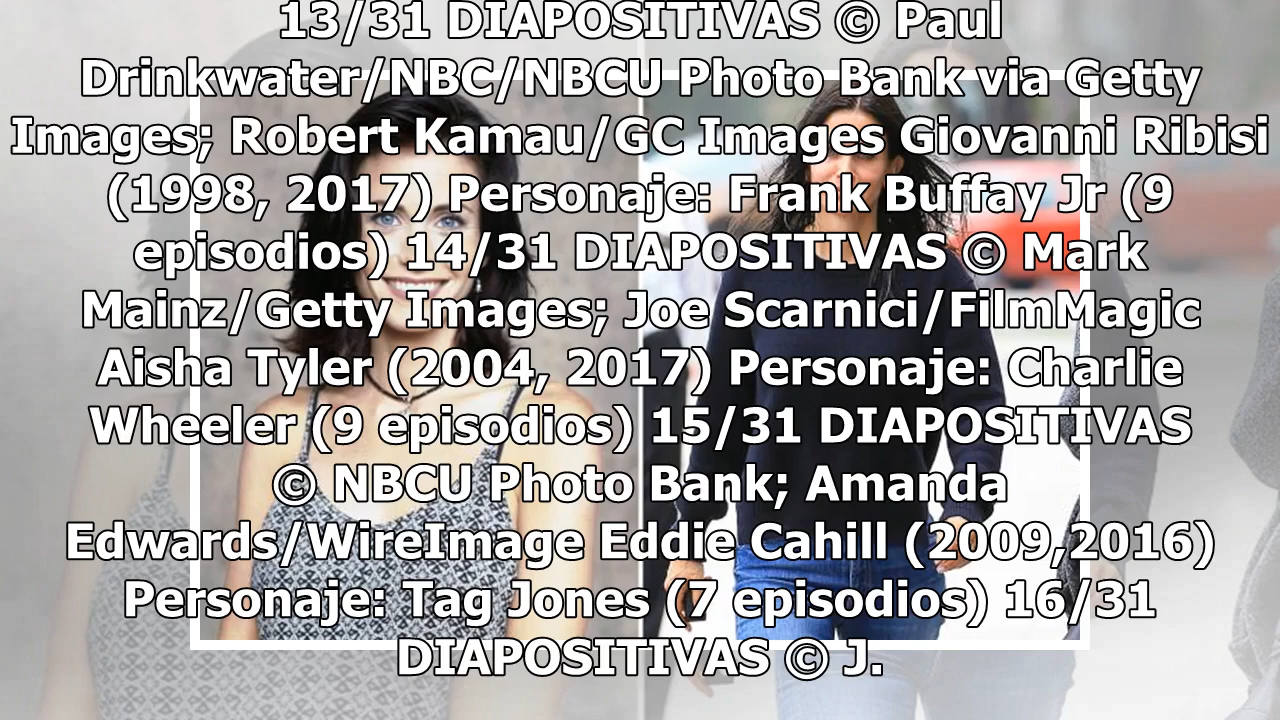 13/31 DIAPOSITIVAS © Paul
Drinkwater/NBC/NBCU Photo Bank via Getty
Images; Robert Kamau/GC Images Giovanni Ribisi
(1998, 2017) Personaje: Frank Buffay Jr (9
episodios) 14/31 DIAPOSITIVAS © Mark
Mainz/Getty Images; Joe Scarnici/FilmMagic
Aisha Tyler (2004, 2017) Personaje: Charlie
Wheeler (9 episodios) 15/31 DIAPOSITIVAS
© NBCU Photo Bank; Amanda
Edwards/WireImage Eddie Cahill (2009,2016)
Personaje: Tag Jones (7 episodios) 16/31
DIAPOSITIVAS © J.